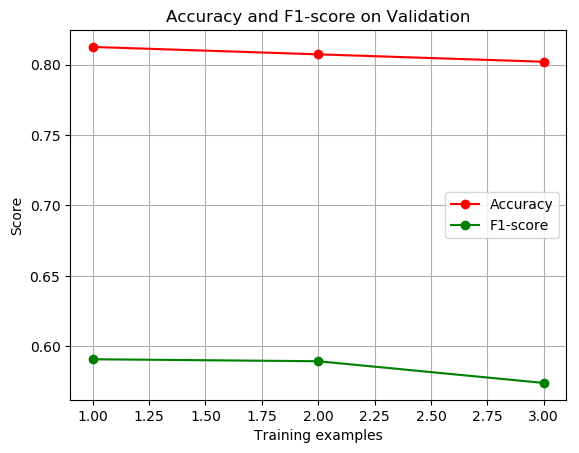 Accuracy and F1-score on Validation
0.80
0.75
0.70
0.65
0.60
Score
Accuracy
F1-score
1.00 1.25 1.50 1.75 2.00 2.25 2.50 2.75 3.00
Training examples